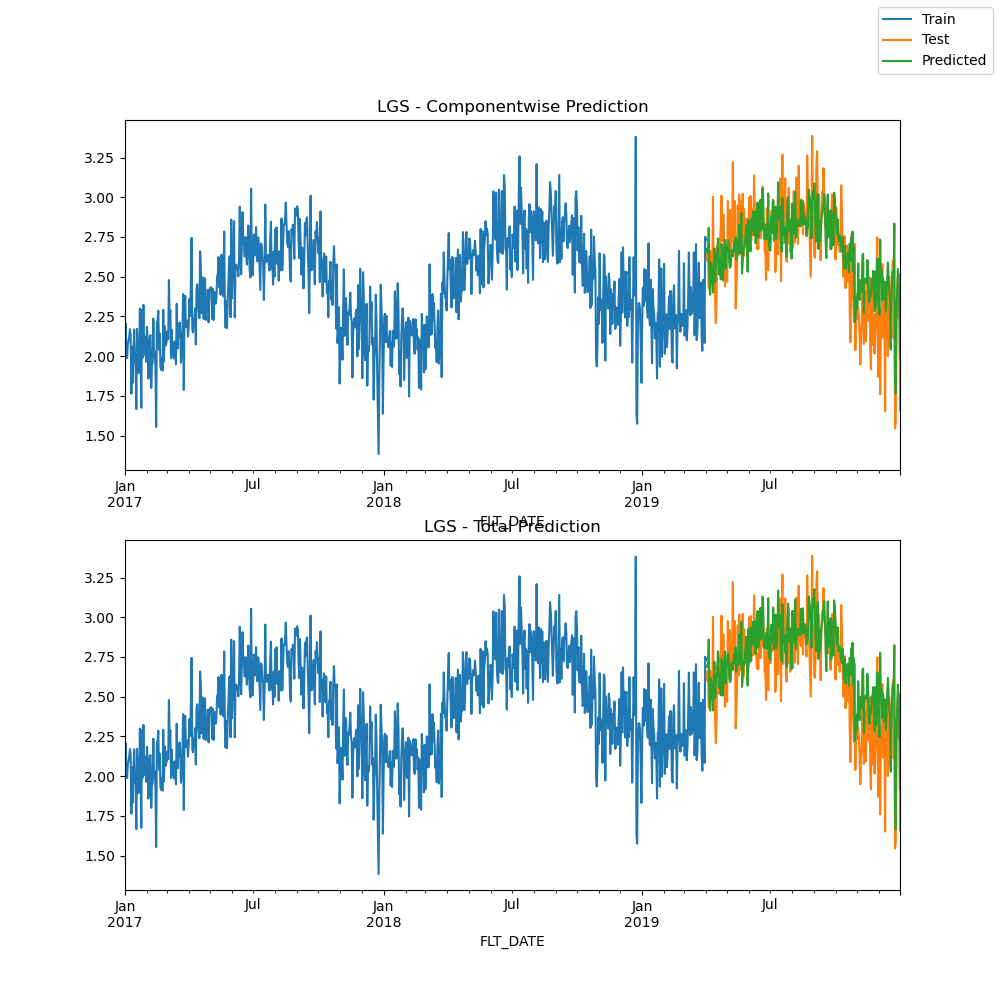 Train
Test
Predicted
LGS - Componentwise Prediction
3.25
3.00
2.75
2.50
2.25
2.00
1.75
1.50
Jan Jul Jan Jul Jan Jul
2017 2018 2019
FLT_DATE
LGS - Total Prediction
3.25
3.00
2.75
2.50
2.25
2.00
1.75
1.50
Jan Jul Jan Jul Jan Jul
2017 2018 2019
FLT_DATE